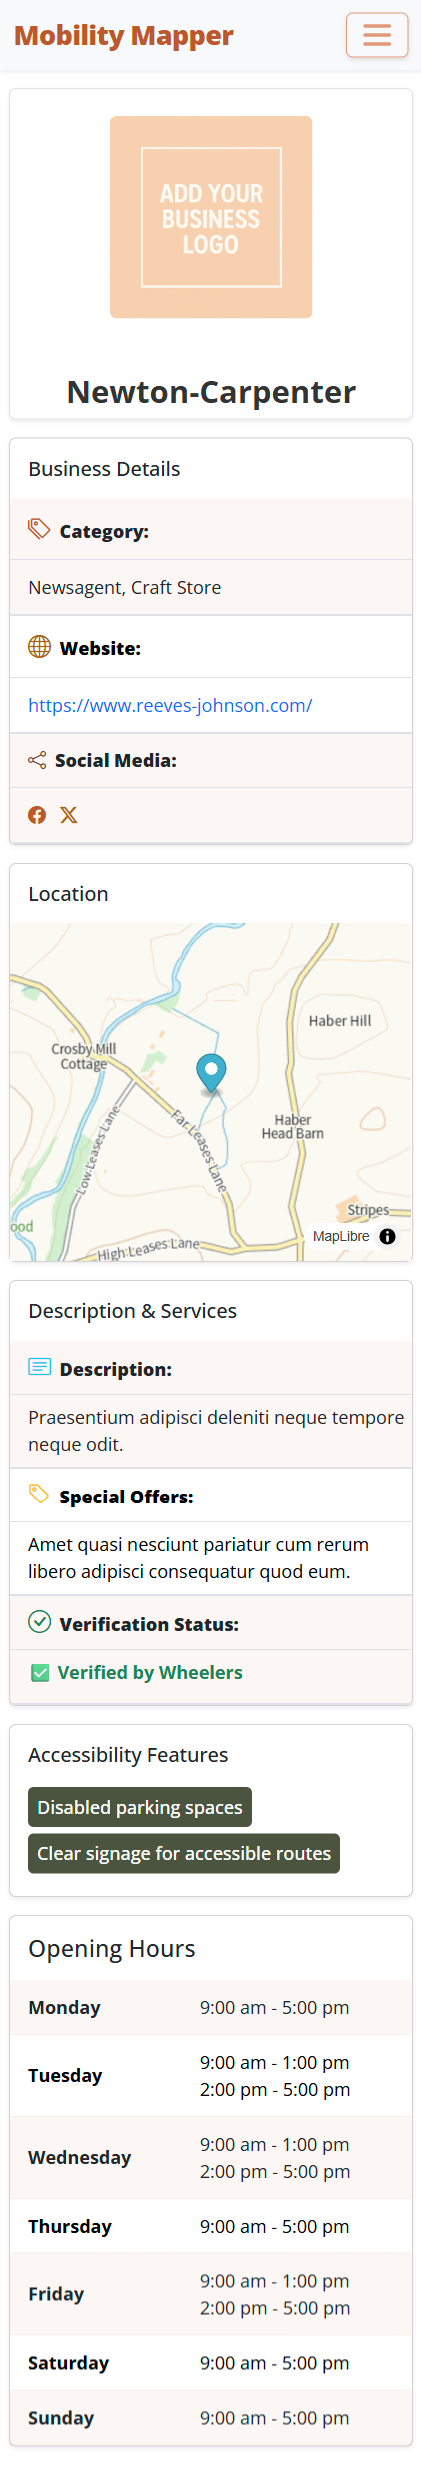 Mobility Mapper
ADD YOUR
BUSINESS
LOGO
Newton-Carpenter
Business Details
Category:
Newsagent, Craft Store
Website:
https://www.reeves-johnson.com/
Social Media:
Location
Haber Hill
Crosby Mill
Cottage
Haber
Head Barn
Low Leases Lane
Far Leases Lane
Stripes
ood
MapLibre
High Leases Lane
Description & Services
Description:
Praesentium adipisci deleniti neque tempore
neque odit.
Special Offers:
Amet quasi nesciunt pariatur cum rerum
libero adipisci consequatur quod eum.
Verification Status:
Verified by Wheelers
Accessibility Features
Disabled parking spaces
Clear signage for accessible routes
Opening Hours
Monday 9:00 am - 5:00 pm
Tuesday 9:00 am - 1:00 pm
2:00 pm - 5:00 pm
Wednesday 9:00 am - 1:00 pm
2:00 pm - 5:00 pm
Thursday 9:00 am - 5:00 pm
Friday 9:00 am - 1:00 pm
2:00 pm - 5:00 pm
Saturday 9:00 am - 5:00 pm
Sunday 9:00 am - 5:00 pm